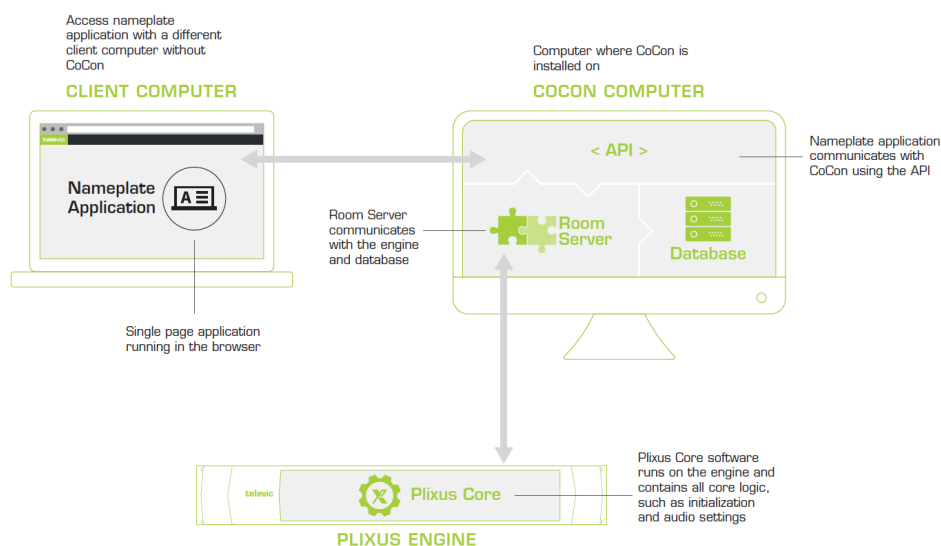 Access nameplate
application with a different
client computer without
CoCon
CLIENT COMPUTER
televic
Nameplate
Application
A
Single page application
running in the browser
Computer where CoCon is
installed on
COCON COMPUTER
< API >
Nameplate application
communicates with
CoCon using the API
Room Server
communicates
with the engine
and database
Room
Server
Database
televic
X
Plixus Core
Plixus Core software
runs on the engine and
contains all core logic,
such as initialization
and audio settings
PLIXUS ENGINE